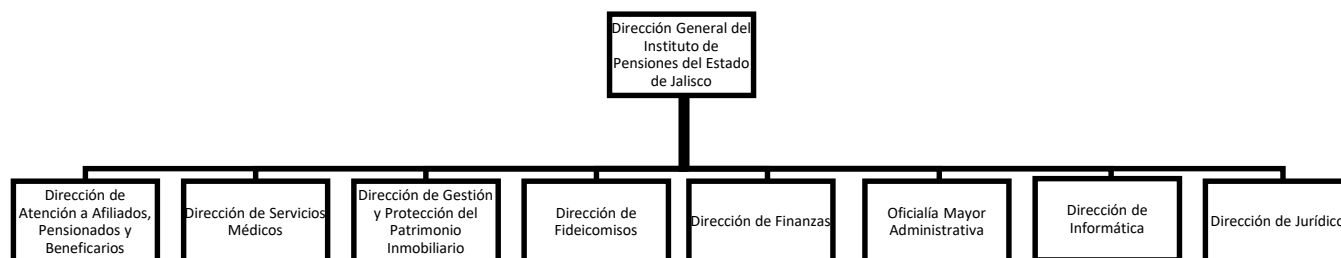 Dirección General del
Instituto de
Pensiones del Estado
de Jalisco
Dirección de
Atención a Afiliados,
Pensionados y
Beneficarios
Dirección de Servicios
Médicos
Dirección de Gestión
y Protección del
Patrimonio
Inmobiliario
Dirección de
Fideicomisos
Dirección de Finanzas
Oficialía Mayor
Administrativa
Dirección de
Informática
Dirección de Jurídico